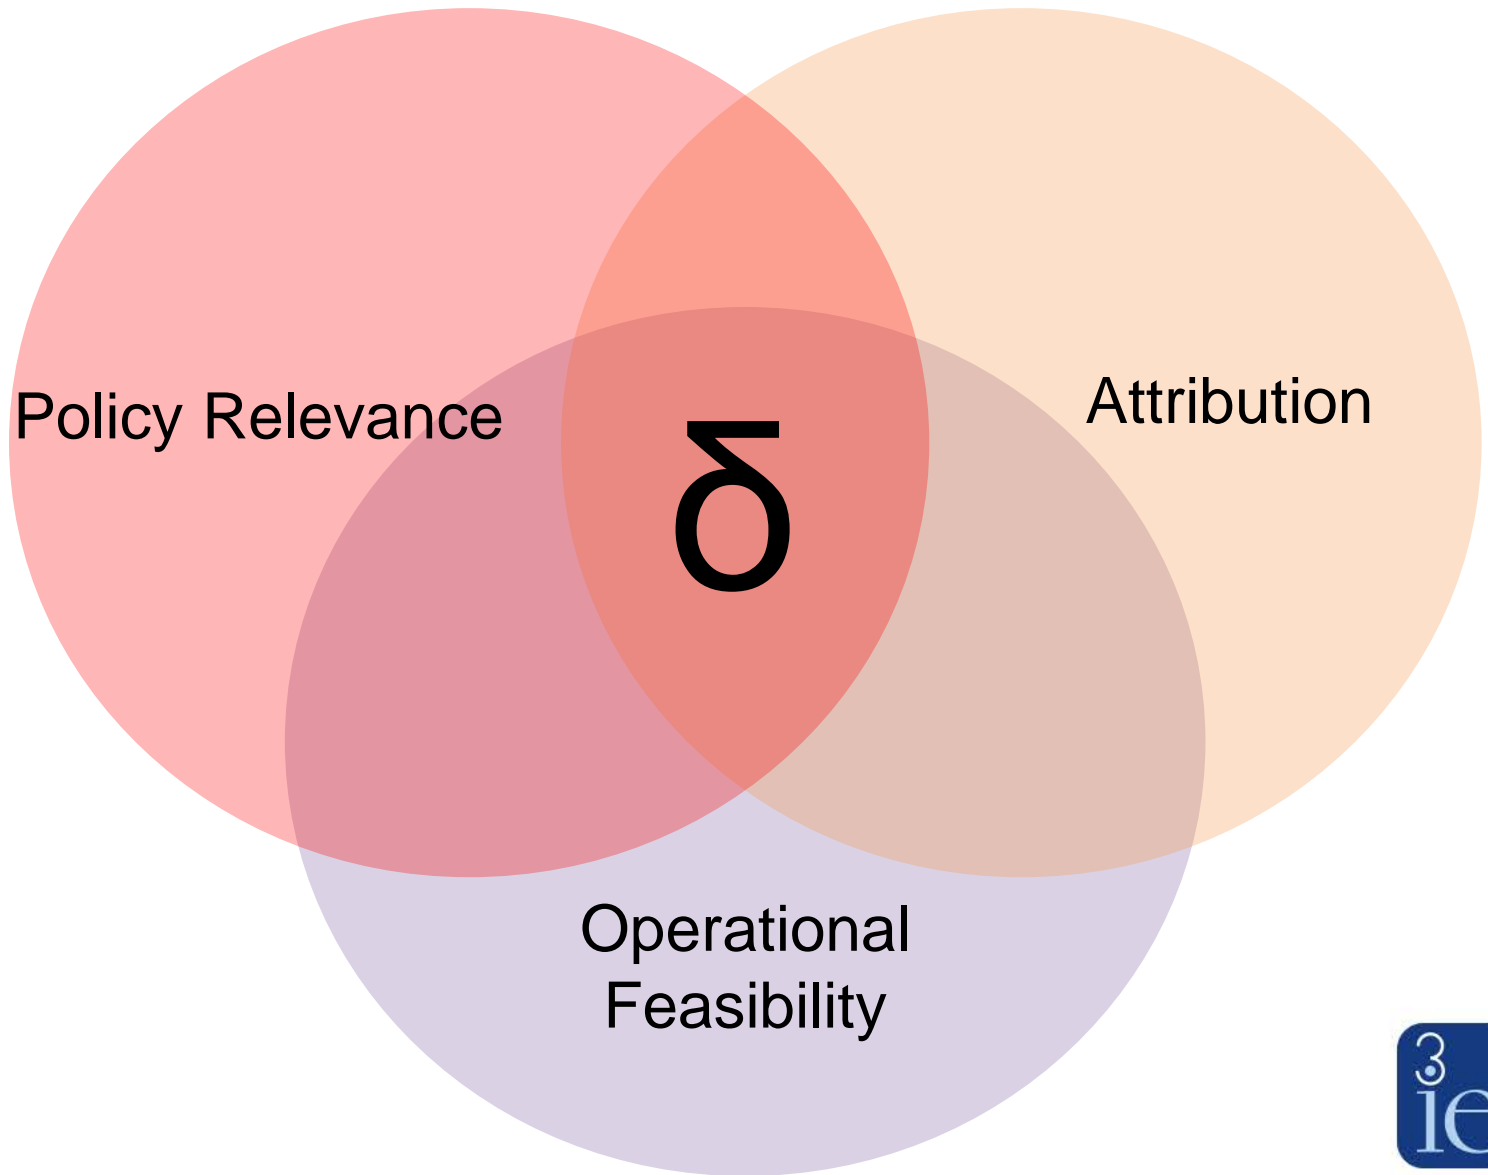 Policy Relevance
Attribution
δ
Operational
Feasibility
3
ie